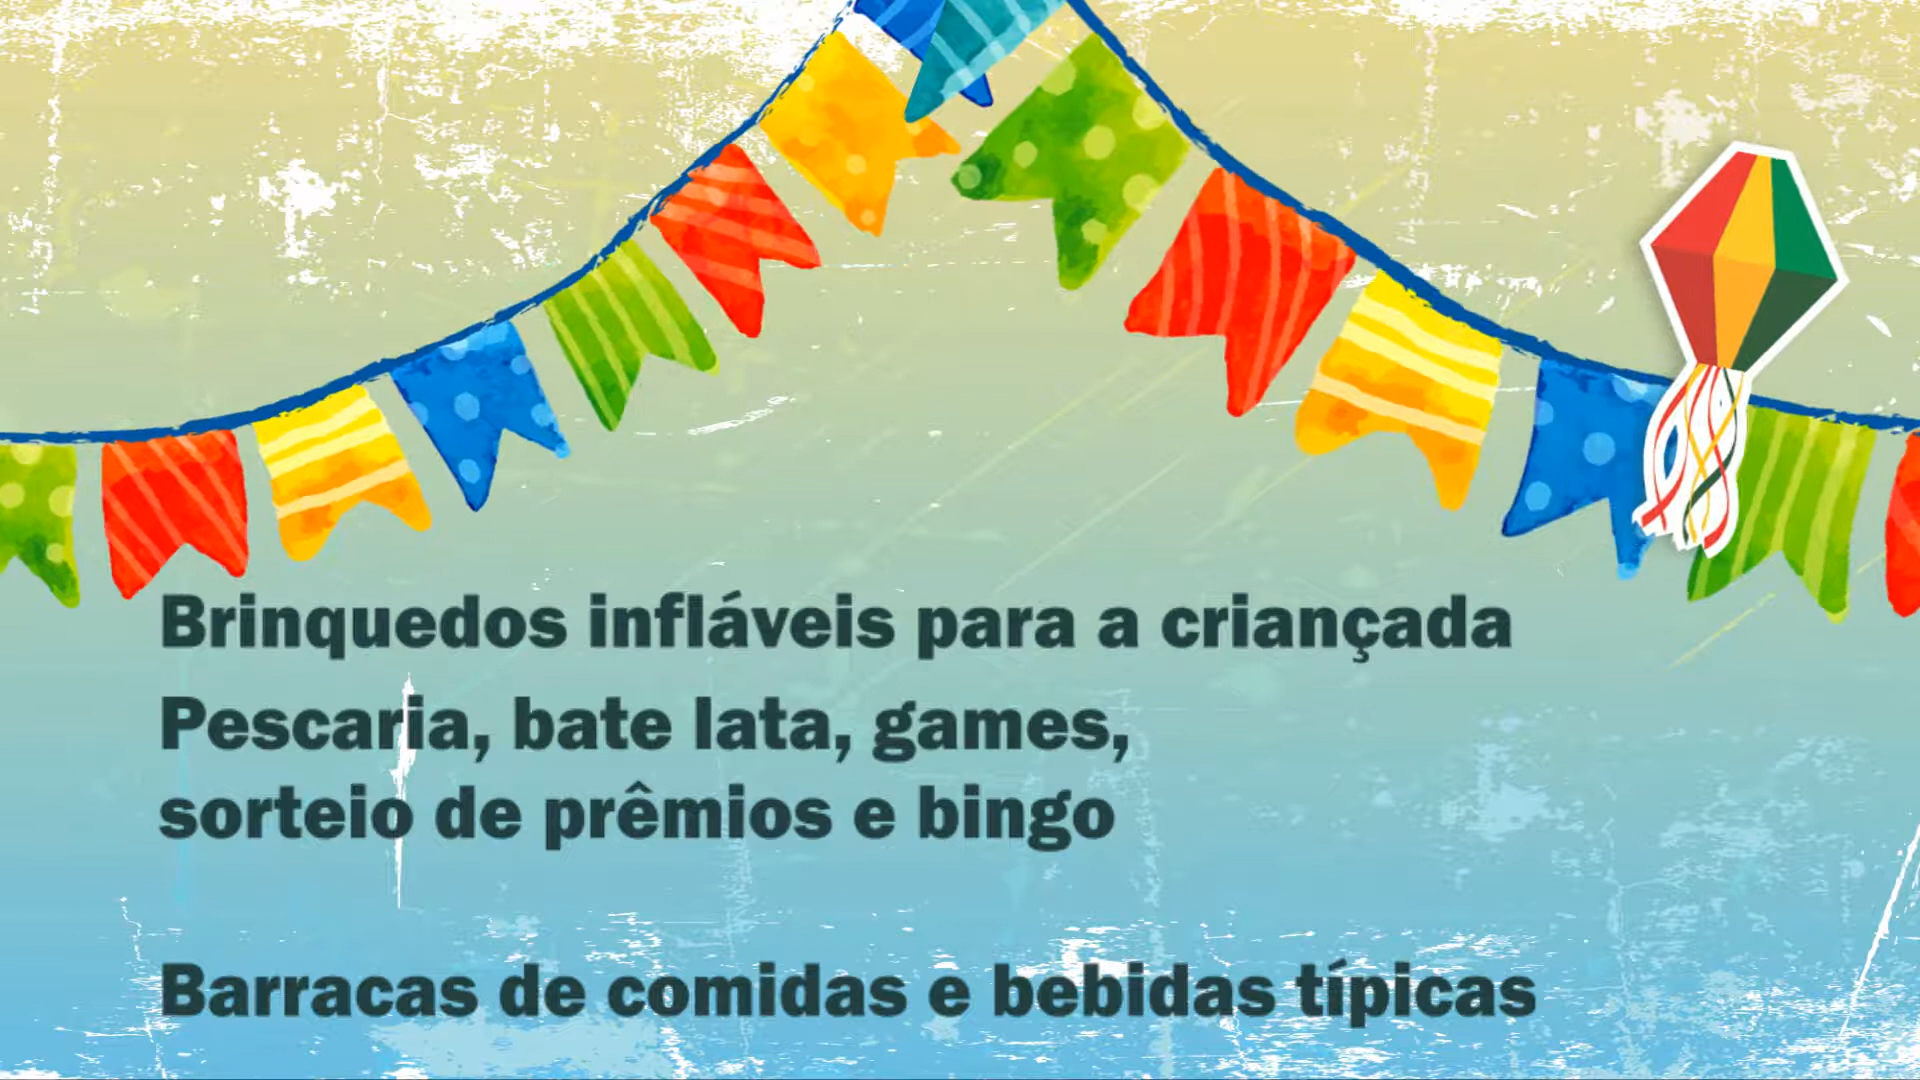 Brinquedos infláveis para a criançada
Pescaria, bate lata, games,
sorteio de prêmios e bingo
Barracas de comidas e bebidas típicas